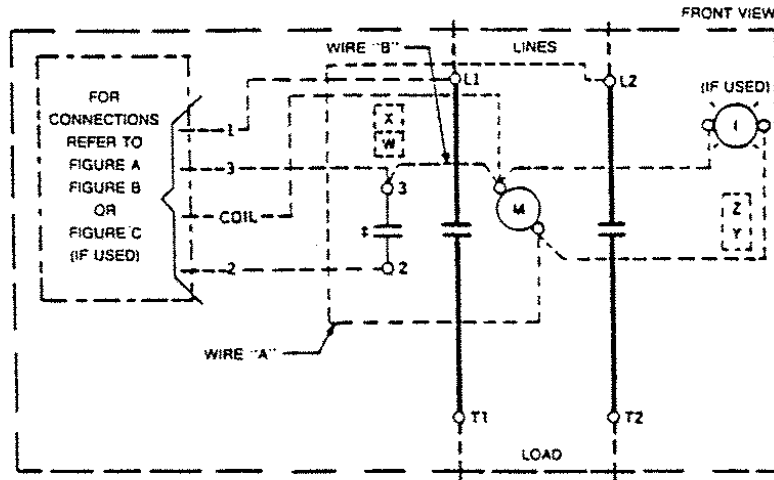 FRONT VIEW
WIRE "B"
LINES
L1
L2
(IF USED)
I
FOR
CONNECTIONS
REFER TO
FIGURE A
FIGURE B
OR
FIGURE C
(IF USED)
1
3
COIL
2
X
W
3
‡
2
M
Z
Y
WIRE "A"
T1
T2
LOAD